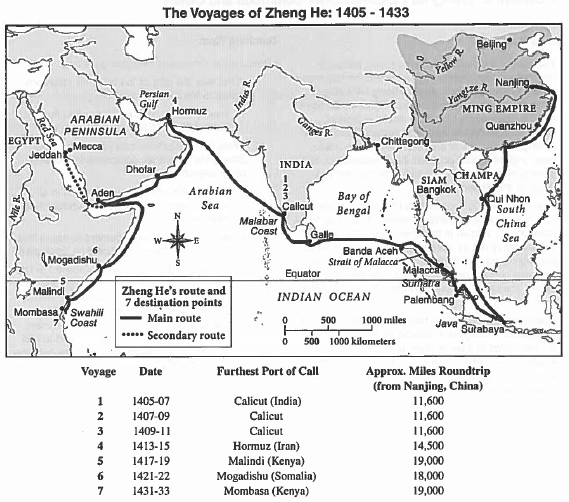 The Voyages of Zheng He: 1405 - 1433
Beijing
Yellow R.
Nanjing
Yangtze R.
MING EMPIRE
Quanzhou
Persian
Gulf
4
Hormuz
Indus R.
Ganges R.
ARABIAN
PENINSULA
Red Sea
EGYPT
Mecca
Jeddah
Nile R.
Dhofar
Aden
Arabian
Sea
INDIA
1
2
3
Calicut
Malabar
Coast
Galle
Chittagong
Bay of
Bengal
SIAM
Bangkok
CHAMPA
Qui Nhon
South
China
Sea
N
W
E
S
Banda Aceh
Strait of Malacca
Malacca
Sumatra
Palembang
Java
Surabaya
Equator
INDIAN OCEAN
6
Mogadishu
5
Malindi
Mombasa
7
Swahili
Coast
Zheng He's route and
7 destination points
Main route
Secondary route
0 500 1000 miles
0 500 1000 kilometers
Voyage Date Furthest Port of Call Approx. Miles Roundtrip
(from Nanjing, China)
1 1405-07 Calicut (India) 11,600
2 1407-09 Calicut 11,600
3 1409-11 Calicut 11,600
4 1413-15 Hormuz (Iran) 14,500
5 1417-19 Malindi (Kenya) 19,000
6 1421-22 Mogadishu (Somalia) 18,000
7 1431-33 Mombasa (Kenya) 19,000